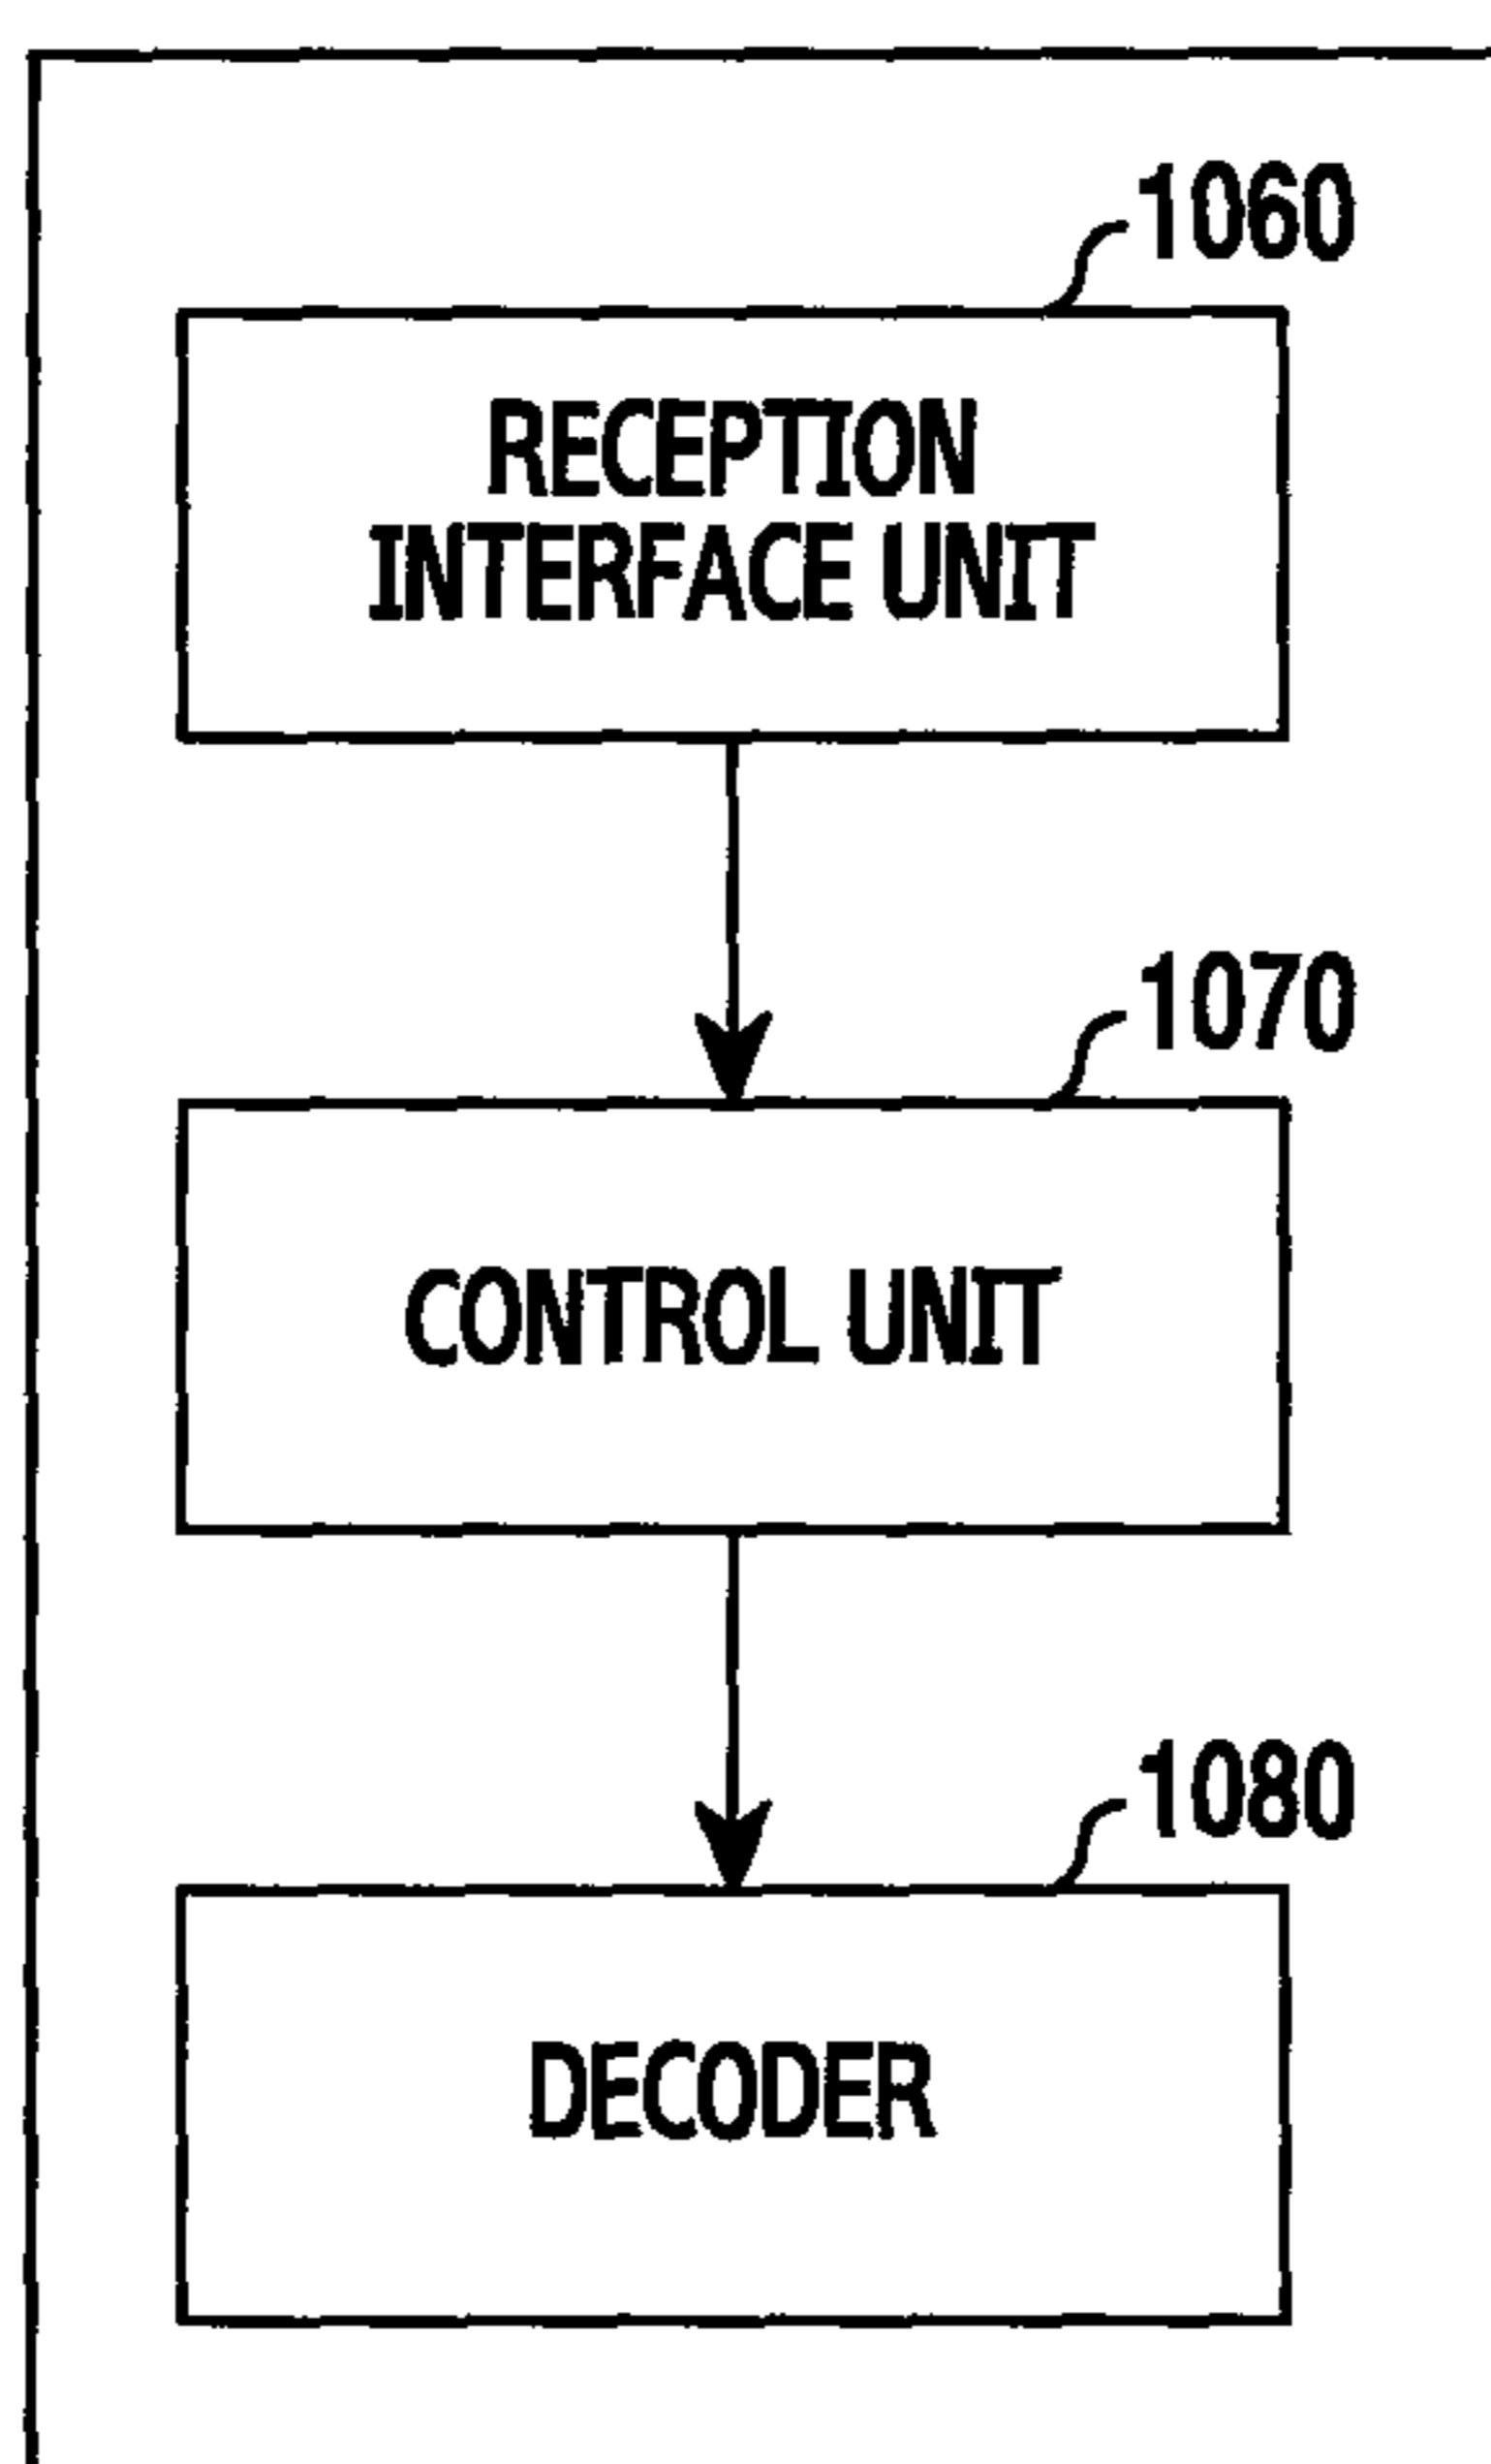 1060
RECEPTION
INTERFACE UNIT
1070
CONTROL UNIT
1080
DECODER